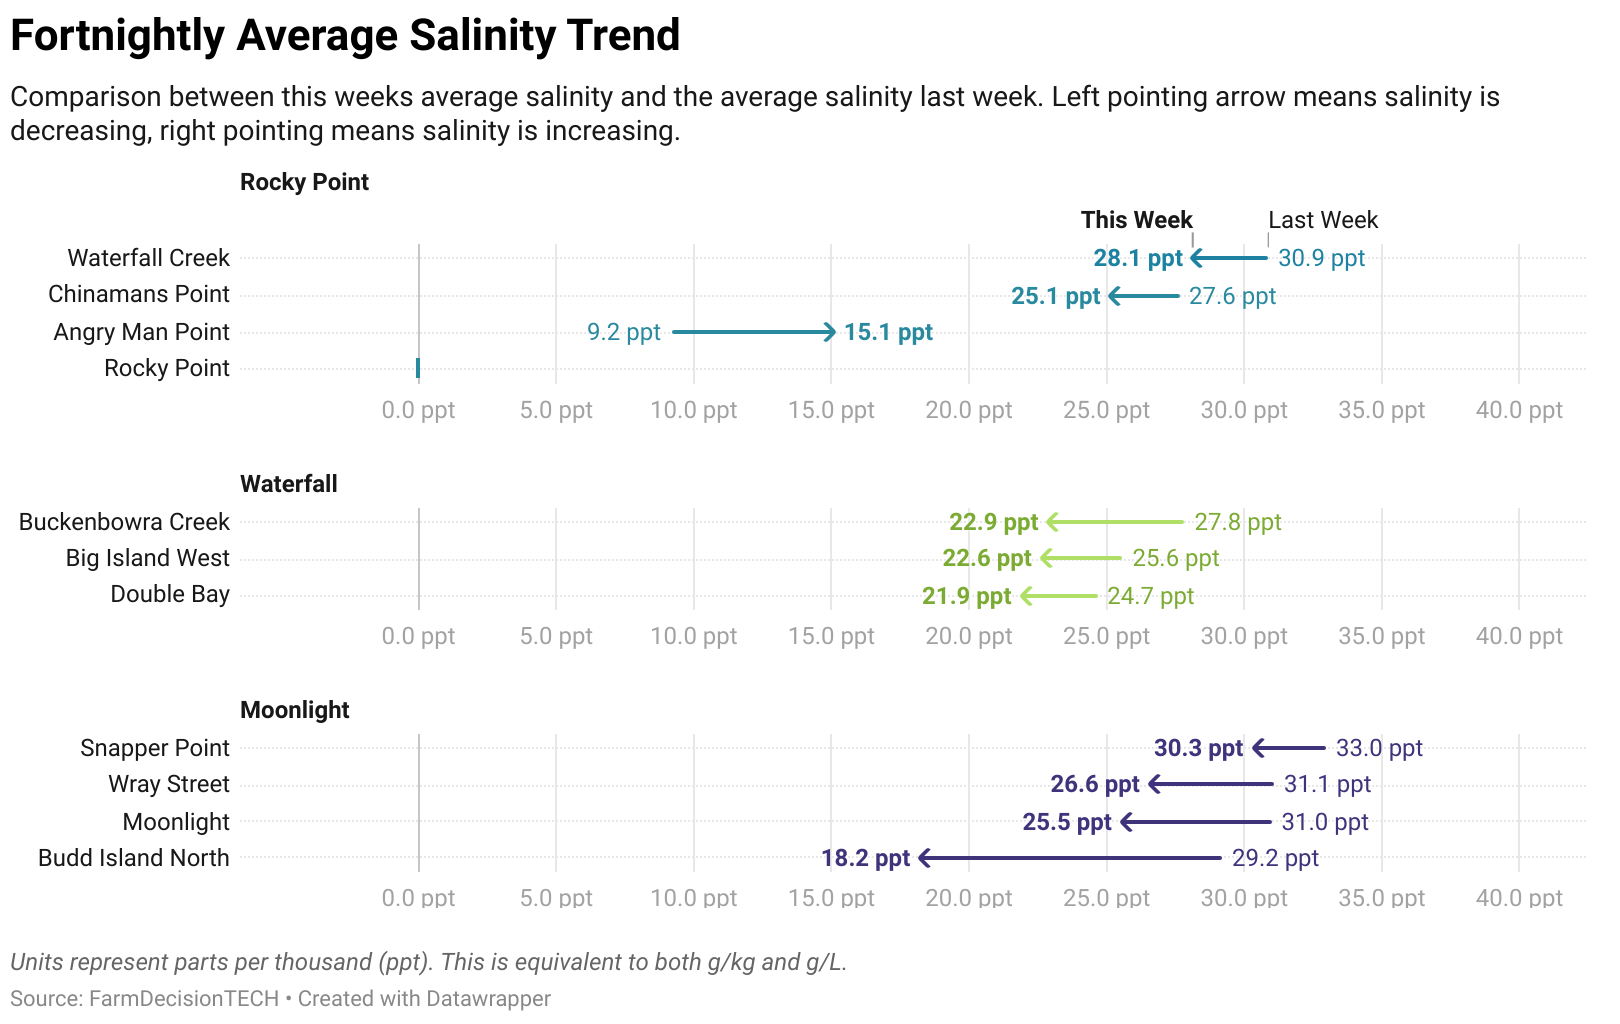 Fortnightly Average Salinity Trend
Comparison between this weeks average salinity and the average salinity last week. Left pointing arrow means salinity is
decreasing, right pointing means salinity is increasing.
Rocky Point
This Week Last Week
Waterfall Creek 28.1 ppt 30.9 ppt
Chinamans Point 25.1 ppt 27.6 ppt
Angry Man Point 9.2 ppt 15.1 ppt
Rocky Point
0.0 ppt 5.0 ppt 10.0 ppt 15.0 ppt 20.0 ppt 25.0 ppt 30.0 ppt 35.0 ppt 40.0 ppt
Waterfall
Buckenbowra Creek 22.9 ppt 27.8 ppt
Big Island West 22.6 ppt 25.6 ppt
Double Bay 21.9 ppt 24.7 ppt
0.0 ppt 5.0 ppt 10.0 ppt 15.0 ppt 20.0 ppt 25.0 ppt 30.0 ppt 35.0 ppt 40.0 ppt
Moonlight
Snapper Point 30.3 ppt 33.0 ppt
Wray Street 26.6 ppt 31.1 ppt
Moonlight 25.5 ppt 31.0 ppt
Budd Island North 18.2 ppt 29.2 ppt
0.0 ppt 5.0 ppt 10.0 ppt 15.0 ppt 20.0 ppt 25.0 ppt 30.0 ppt 35.0 ppt 40.0 ppt
Units represent parts per thousand (ppt). This is equivalent to both g/kg and g/L.
Source: FarmDecisionTECH • Created with Datawrapper